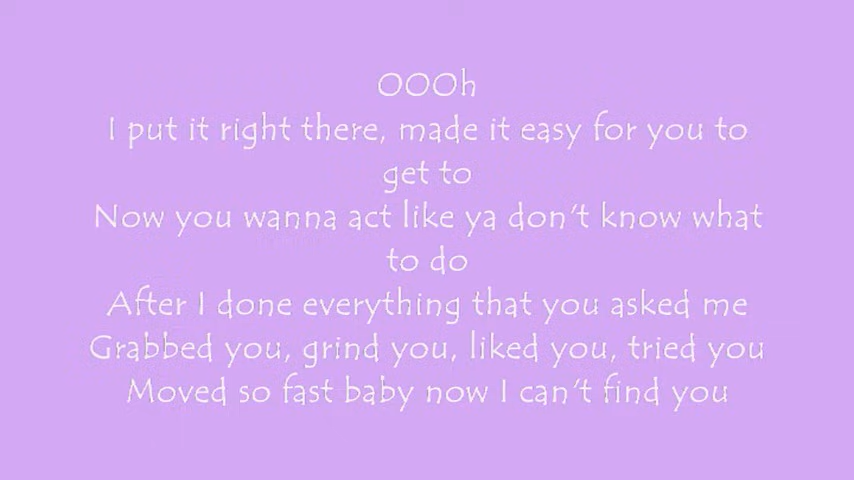 OOOh
I put it right there, made it easy for you to
get to
Now you wanna act like ya don't know what
to do
After I done everything that you asked me
Grabbed you, grind you, liked you, tried you
Moved so fast baby now I can't find you